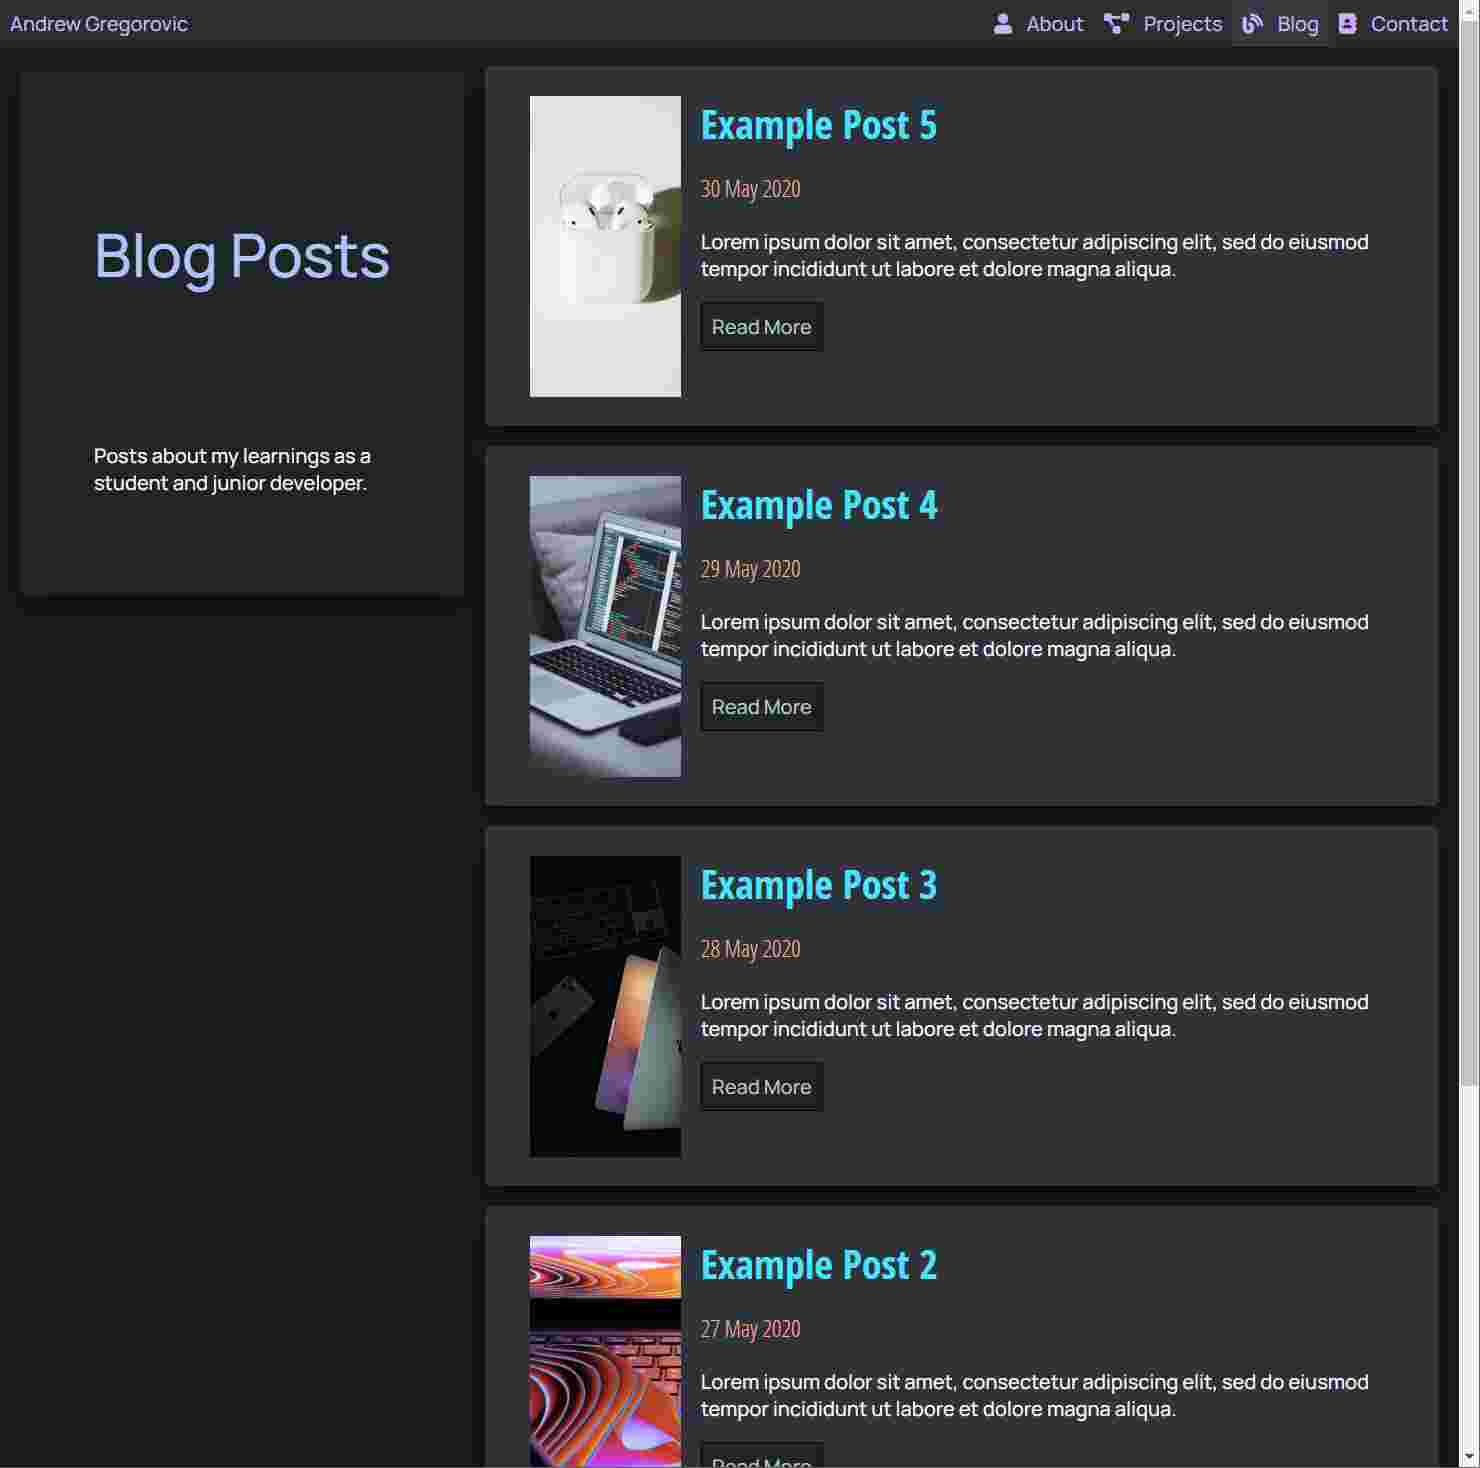 Andrew Gregorovic
About Projects Blog Contact
Blog Posts
Posts about my learnings as a
student and junior developer.
Example Post 5
30 May 2020
Lorem ipsum dolor sit amet, consectetur adipiscing elit, sed do eiusmod
tempor incididunt ut labore et dolore magna aliqua.
Read More
Example Post 4
29 May 2020
Lorem ipsum dolor sit amet, consectetur adipiscing elit, sed do eiusmod
tempor incididunt ut labore et dolore magna aliqua.
Read More
Example Post 3
28 May 2020
Lorem ipsum dolor sit amet, consectetur adipiscing elit, sed do eiusmod
tempor incididunt ut labore et dolore magna aliqua.
Read More
Example Post 2
27 May 2020
Lorem ipsum dolor sit amet, consectetur adipiscing elit, sed do eiusmod
tempor incididunt ut labore et dolore magna aliqua.
Read More